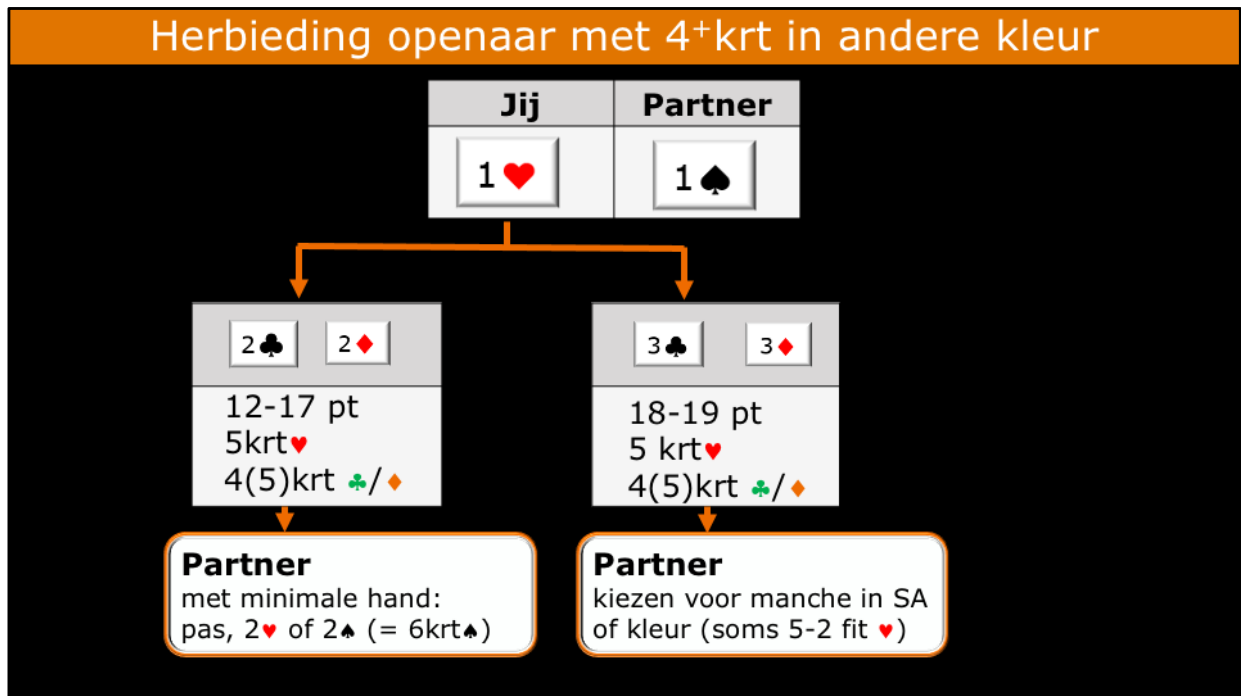 Herbieding openaar met 4⁺krt in andere kleur
Jij Partner
1♥ 1♠
2♣ 2♦
12-17 pt
5krt♥
4(5)krt ♣/♦
3♣ 3♦
18-19 pt
5 krt♥
4(5)krt ♣/♦
Partner
met minimale hand:
pas, 2♥ of 2♠ (= 6krt♠)
Partner
kiezen voor manche in SA
of kleur (soms 5-2 fit ♥)